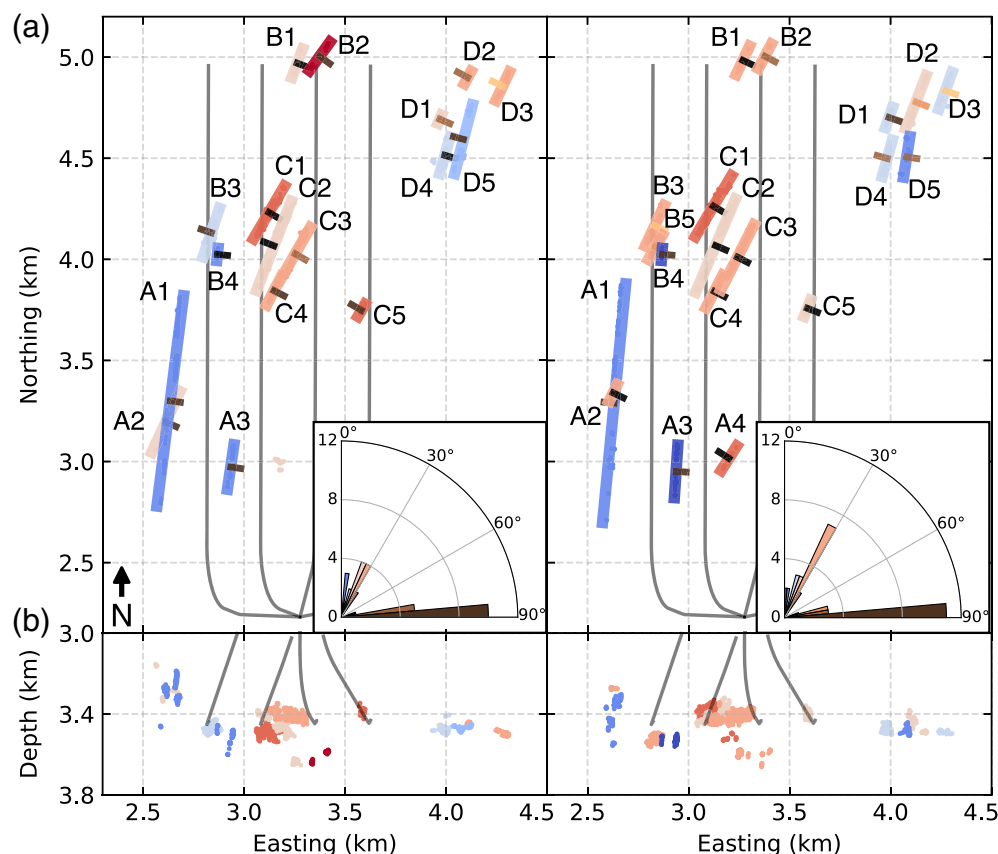 (a)
5.0
4.5
4.0
3.5
3.0
2.5
Northing (km)
B1 B2 D2
D1 D3
D4 D5
C1
B3 C2
C3
B4
A1 C4 C5
A2 A3
N
12 0°
30°
8
60°
4
0 90°
B1 B2
D2
D1 D3
D4 D5
C1
B3 C2
B5 C3
B4
A1
C4 C5
A2 A3 A4
12 0°
30°
8
60°
4
0 90°
(b)
3.0
3.4
3.8
Depth (km)
2.5 3.0 3.5 4.0 4.5
2.5 3.0 3.5 4.0 4.5
Easting (km) Easting (km)